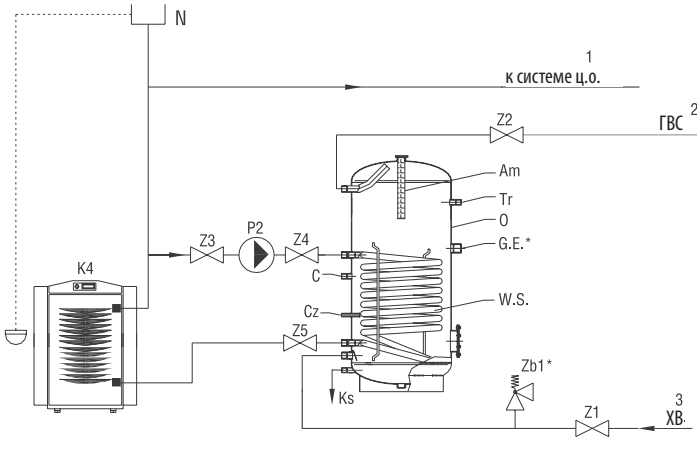 N
1
к системе ц.о.
2
ГВС
Z2
Am
Tr
O
P2
Z3
Z4
G.E.*
K4
C
W.S.
Cz
Z5
Zb1*
Ks
3
Z1
ХВ.